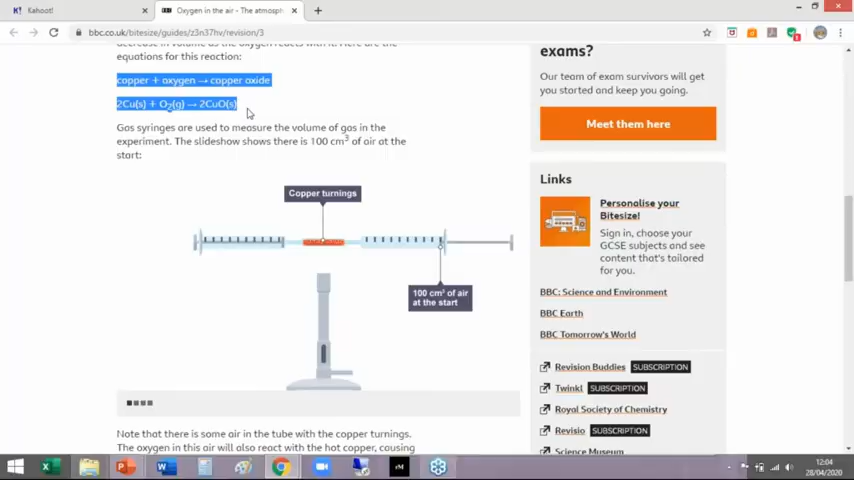 Kahoot!
Oxygen in the air - The atmosph
bbc.co.uk/bitesize/guides/z3n37hv/revision/3
decrease in volume as the oxygen reacts with it. Here are the
equations for this reaction:
copper + oxygen → copper oxide
2Cu(s) + O₂(g) → 2CuO(s)
Gas syringes are used to measure the volume of gas in the
experiment. The slideshow shows there is 100 cm³ of air at the
start:
Copper turnings
100 cm³ of air
at the start
Note that there is some air in the tube with the copper turnings.
The oxygen in this air will also react with the hot copper, causing
exams?
Our team of exam survivors will get
you started and keep you going.
Meet them here
Links
Personalise your
Bitesize!
Sign in, choose your
GCSE subjects and see
content that's tailored
for you.
BBC: Science and Environment
BBC Earth
BBC Tomorrow's World
Revision Buddies SUBSCRIPTION
Twinkl SUBSCRIPTION
Royal Society of Chemistry
Revisio SUBSCRIPTION
Science Museum
12:04
28/04/2020